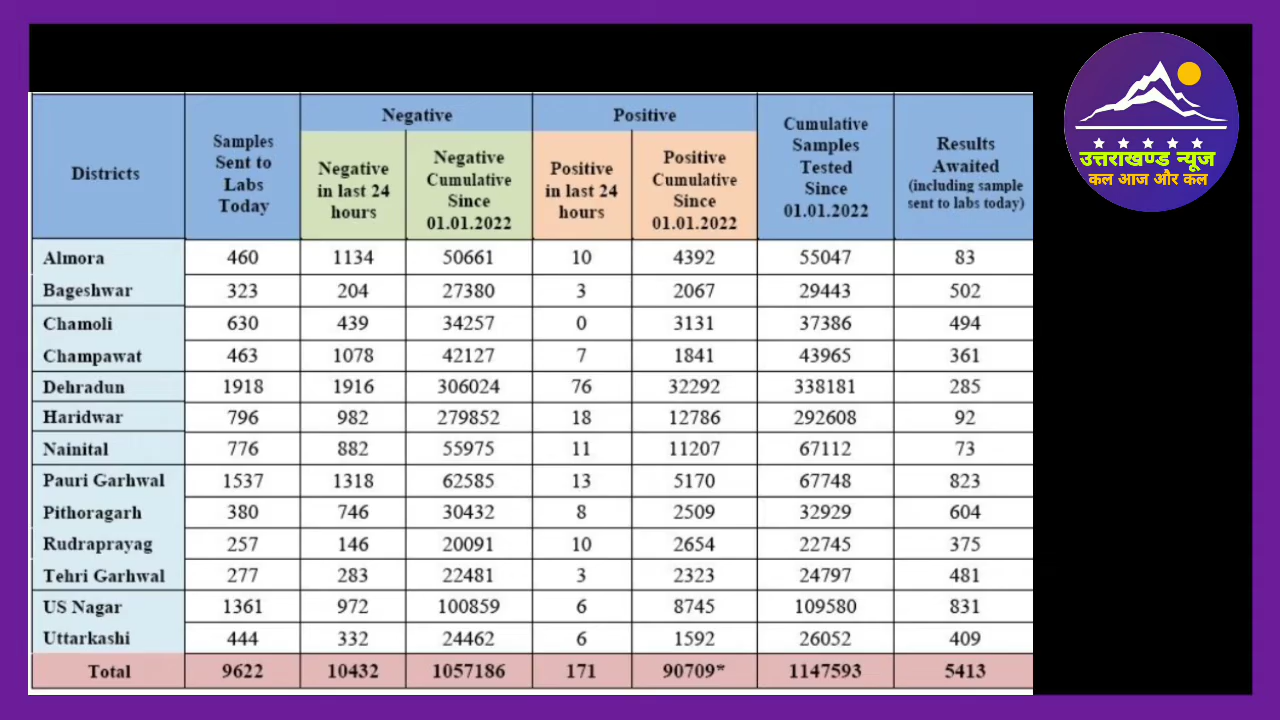 Districts
Samples
Sent to
Labs
Today
Negative
Negative
in last 24
hours
Negative
Cumulative
Since
01.01.2022
Positive
Positive
in last 24
hours
Positive
Cumulative
Since
01.01.2022
Cumulative
Samples
Tested
Since
01.01.2022
Results
Awaited
(including sample
sent to labs today)
उत्तराखण्ड न्यूज
कल आज और कल
Almora 460 1134 50661 10 4392 55047 83
Bageshwar 323 204 27380 3 2067 29443 502
Chamoli 630 439 34257 0 3131 37386 494
Champawat 463 1078 42127 7 1841 43965 361
Dehradun 1918 1916 306024 76 32292 338181 285
Haridwar 796 982 279852 18 12786 292608 92
Nainital 776 882 55975 11 11207 67112 73
Pauri Garhwal 1537 1318 62585 13 5170 67748 823
Pithoragarh 380 746 30432 8 2509 32929 604
Rudraprayag 257 146 20091 10 2654 22745 375
Tehri Garhwal 277 283 22481 3 2323 24797 481
US Nagar 1361 972 100859 6 8745 109580 831
Uttarkashi 444 332 24462 6 1592 26052 409
Total 9622 10432 1057186 171 90709* 1147593 5413